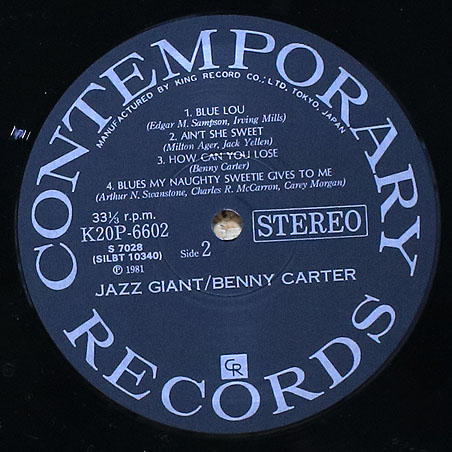 CONTEMPORARY
MANUFACTURED BY KING RECORD CO., LTD. TOKYO, JAPAN
1. BLUE LOU
(Edgar M. Sampson, Irving Mills)
2. AIN'T SHE SWEET
(Milton Ager, Jack Yellen)
3. HOW CAN YOU LOSE
(Benny Carter)
4. BLUES MY NAUGHTY SWEETIE GIVES TO ME
(Arthur N. Swanstone, Charles R. McCarron, Carey Morgan)
33⅓ r.p.m.
K20P-6602
STEREO
S 7028
(SILBT 10340)
Side 2
℗ 1981
JAZZ GIANT/BENNY CARTER
CR
RECORDS